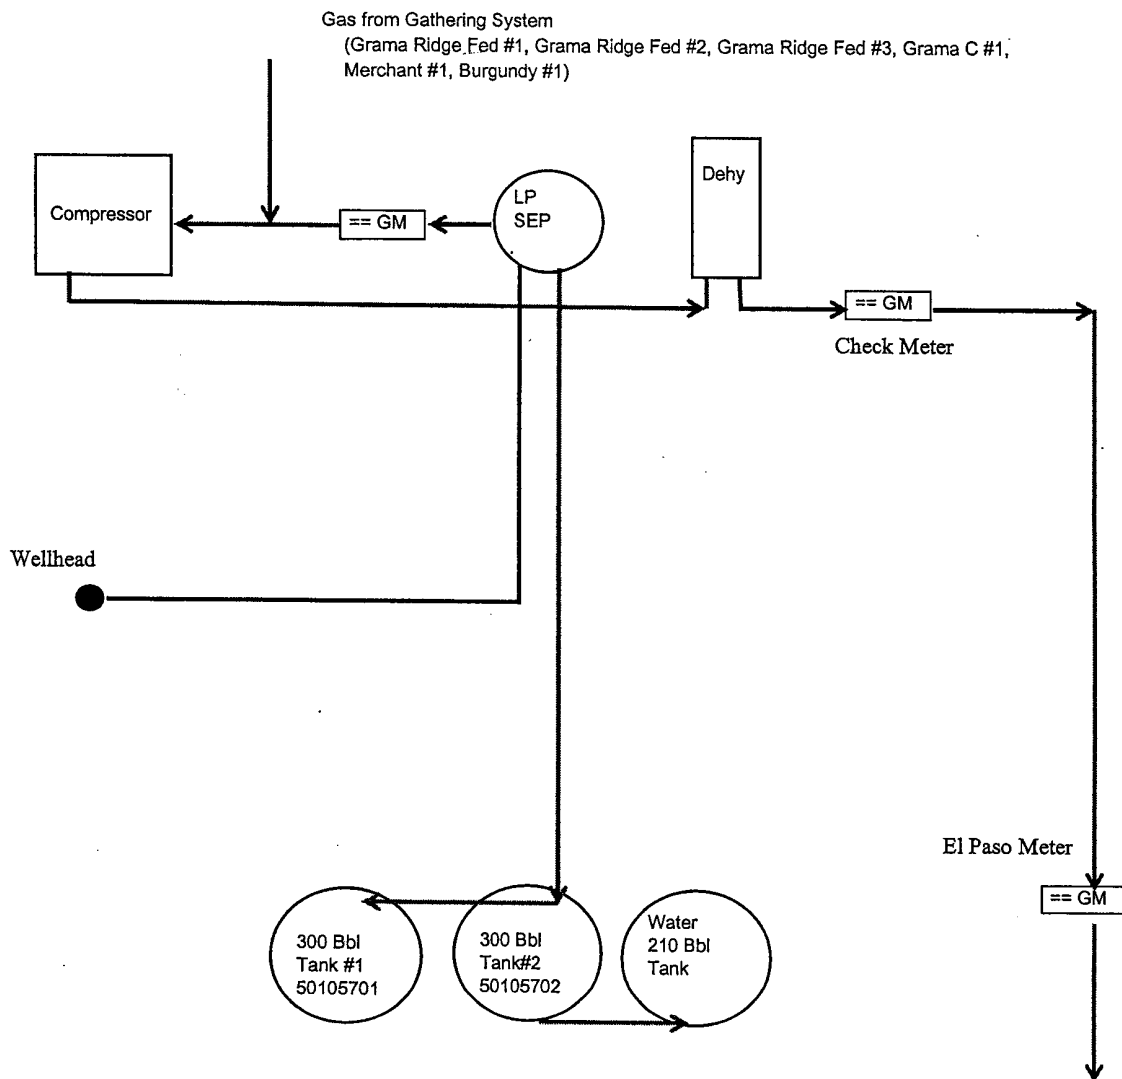 Gas from Gathering System
(Grama Ridge Fed #1, Grama Ridge Fed #2, Grama Ridge Fed #3, Grama C #1,
Merchant #1, Burgundy #1)
Compressor
== GM
LP
SEP
Dehy
== GM
Check Meter
Wellhead
El Paso Meter
== GM
300 Bbl
Tank #1
50105701
300 Bbl
Tank#2
50105702
Water
210 Bbl
Tank